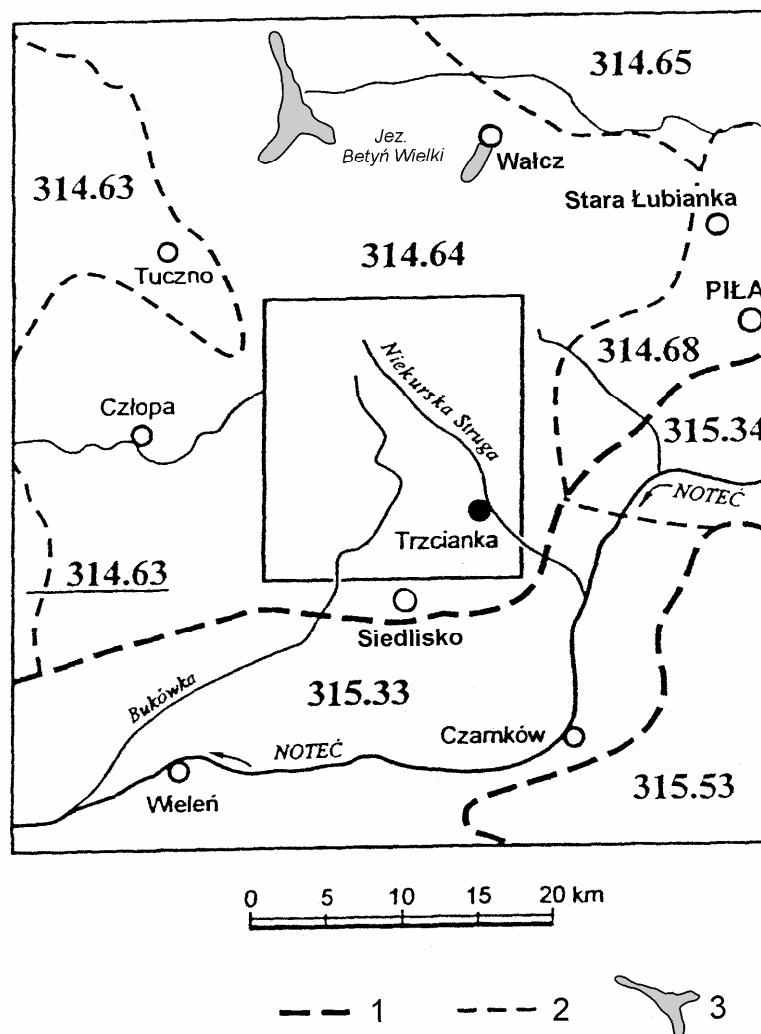 314.65
Jez.
Betyń Wielki
Wałcz
314.63
Stara Łubianka
Tuczno
314.64
PIŁA
Niekurska Struga
314.68
Człopa
315.34
NOTEĆ
Trzcianka
314.63
Siedlisko
Bukówka
315.33
NOTEĆ
Czarnków
Wieleń
315.53
0 5 10 15 20 km
1 2 3